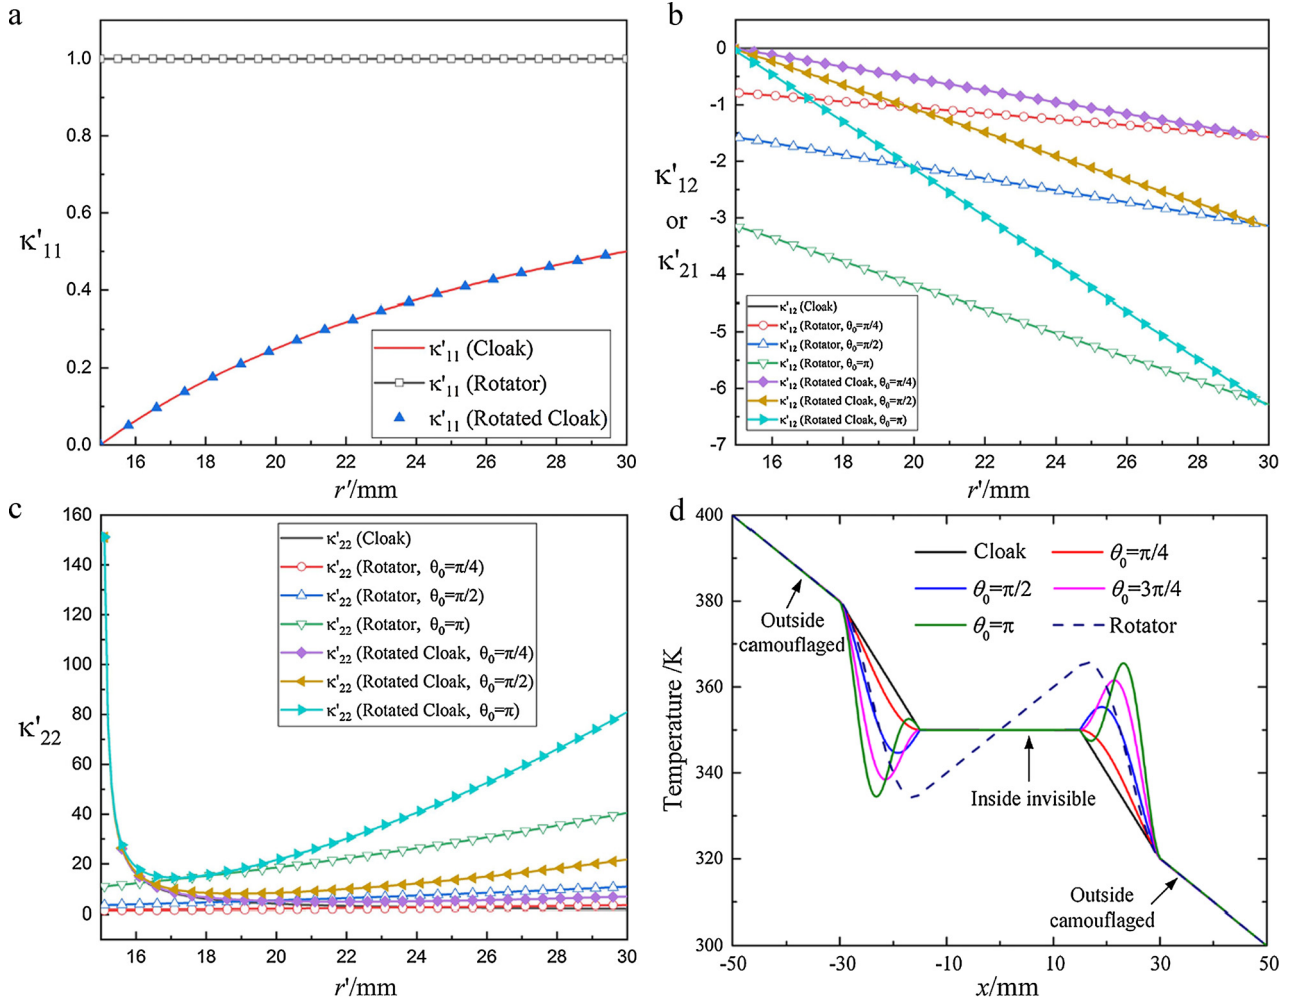 a
κ'₁₁
1.0
0.8
0.6
0.4
0.2
0.0
16 18 20 22 24 26 28 30
r'/mm
κ'₁₁ (Cloak)
κ'₁₁ (Rotator)
κ'₁₁ (Rotated Cloak)
b
κ'₁₂
or
κ'₂₁
0
-1
-2
-3
-4
-5
-6
-7
16 18 20 22 24 26 28 30
r'/mm
κ'₁₂ (Cloak)
κ'₁₂ (Rotator, θ₀=π/4)
κ'₁₂ (Rotator, θ₀=π/2)
κ'₁₂ (Rotator, θ₀=π)
κ'₁₂ (Rotated Cloak, θ₀=π/4)
κ'₁₂ (Rotated Cloak, θ₀=π/2)
κ'₁₂ (Rotated Cloak, θ₀=π)
c
κ'₂₂
160
140
120
100
80
60
40
20
0
16 18 20 22 24 26 28 30
r'/mm
κ'₂₂ (Cloak)
κ'₂₂ (Rotator, θ₀=π/4)
κ'₂₂ (Rotator, θ₀=π/2)
κ'₂₂ (Rotator, θ₀=π)
κ'₂₂ (Rotated Cloak, θ₀=π/4)
κ'₂₂ (Rotated Cloak, θ₀=π/2)
κ'₂₂ (Rotated Cloak, θ₀=π)
d
Temperature /K
400
380
360
340
320
300
-50 -30 -10 10 30 50
x/mm
Cloak θ₀=π/4
θ₀=π/2 θ₀=3π/4
θ₀=π Rotator
Outside
camouflaged
Inside invisible
Outside
camouflaged